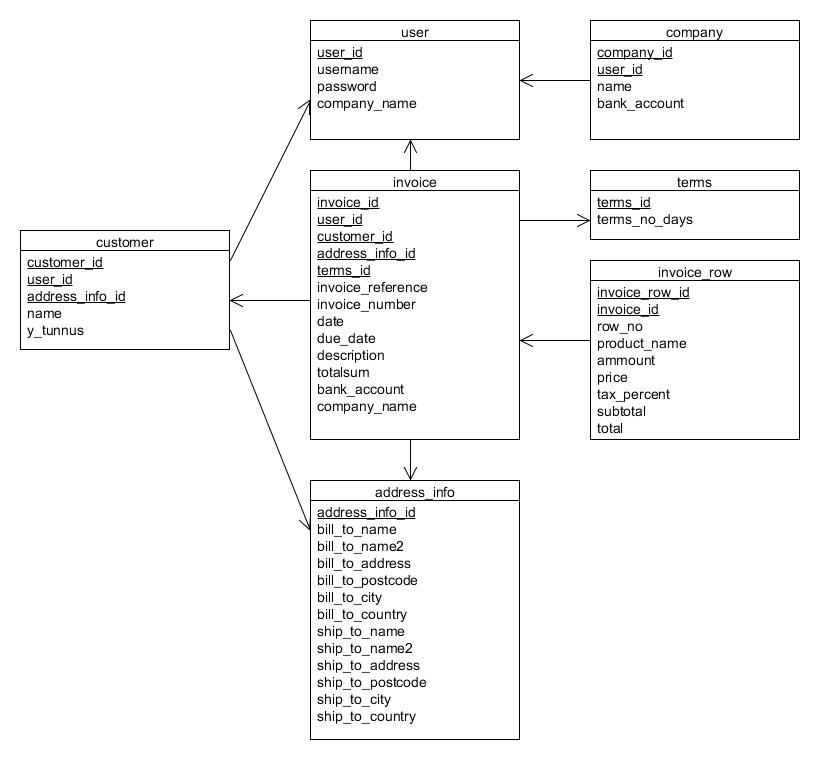 user
user_id
username
password
company_name
company
company_id
user_id
name
bank_account
customer
customer_id
user_id
address_info_id
name
y_tunnus
invoice
invoice_id
user_id
customer_id
address_info_id
terms_id
invoice_reference
invoice_number
date
due_date
description
totalsum
bank_account
company_name
terms
terms_id
terms_no_days
invoice_row
invoice_row_id
invoice_id
row_no
product_name
ammount
price
tax_percent
subtotal
total
address_info
address_info_id
bill_to_name
bill_to_name2
bill_to_address
bill_to_postcode
bill_to_city
bill_to_country
ship_to_name
ship_to_name2
ship_to_address
ship_to_postcode
ship_to_city
ship_to_country